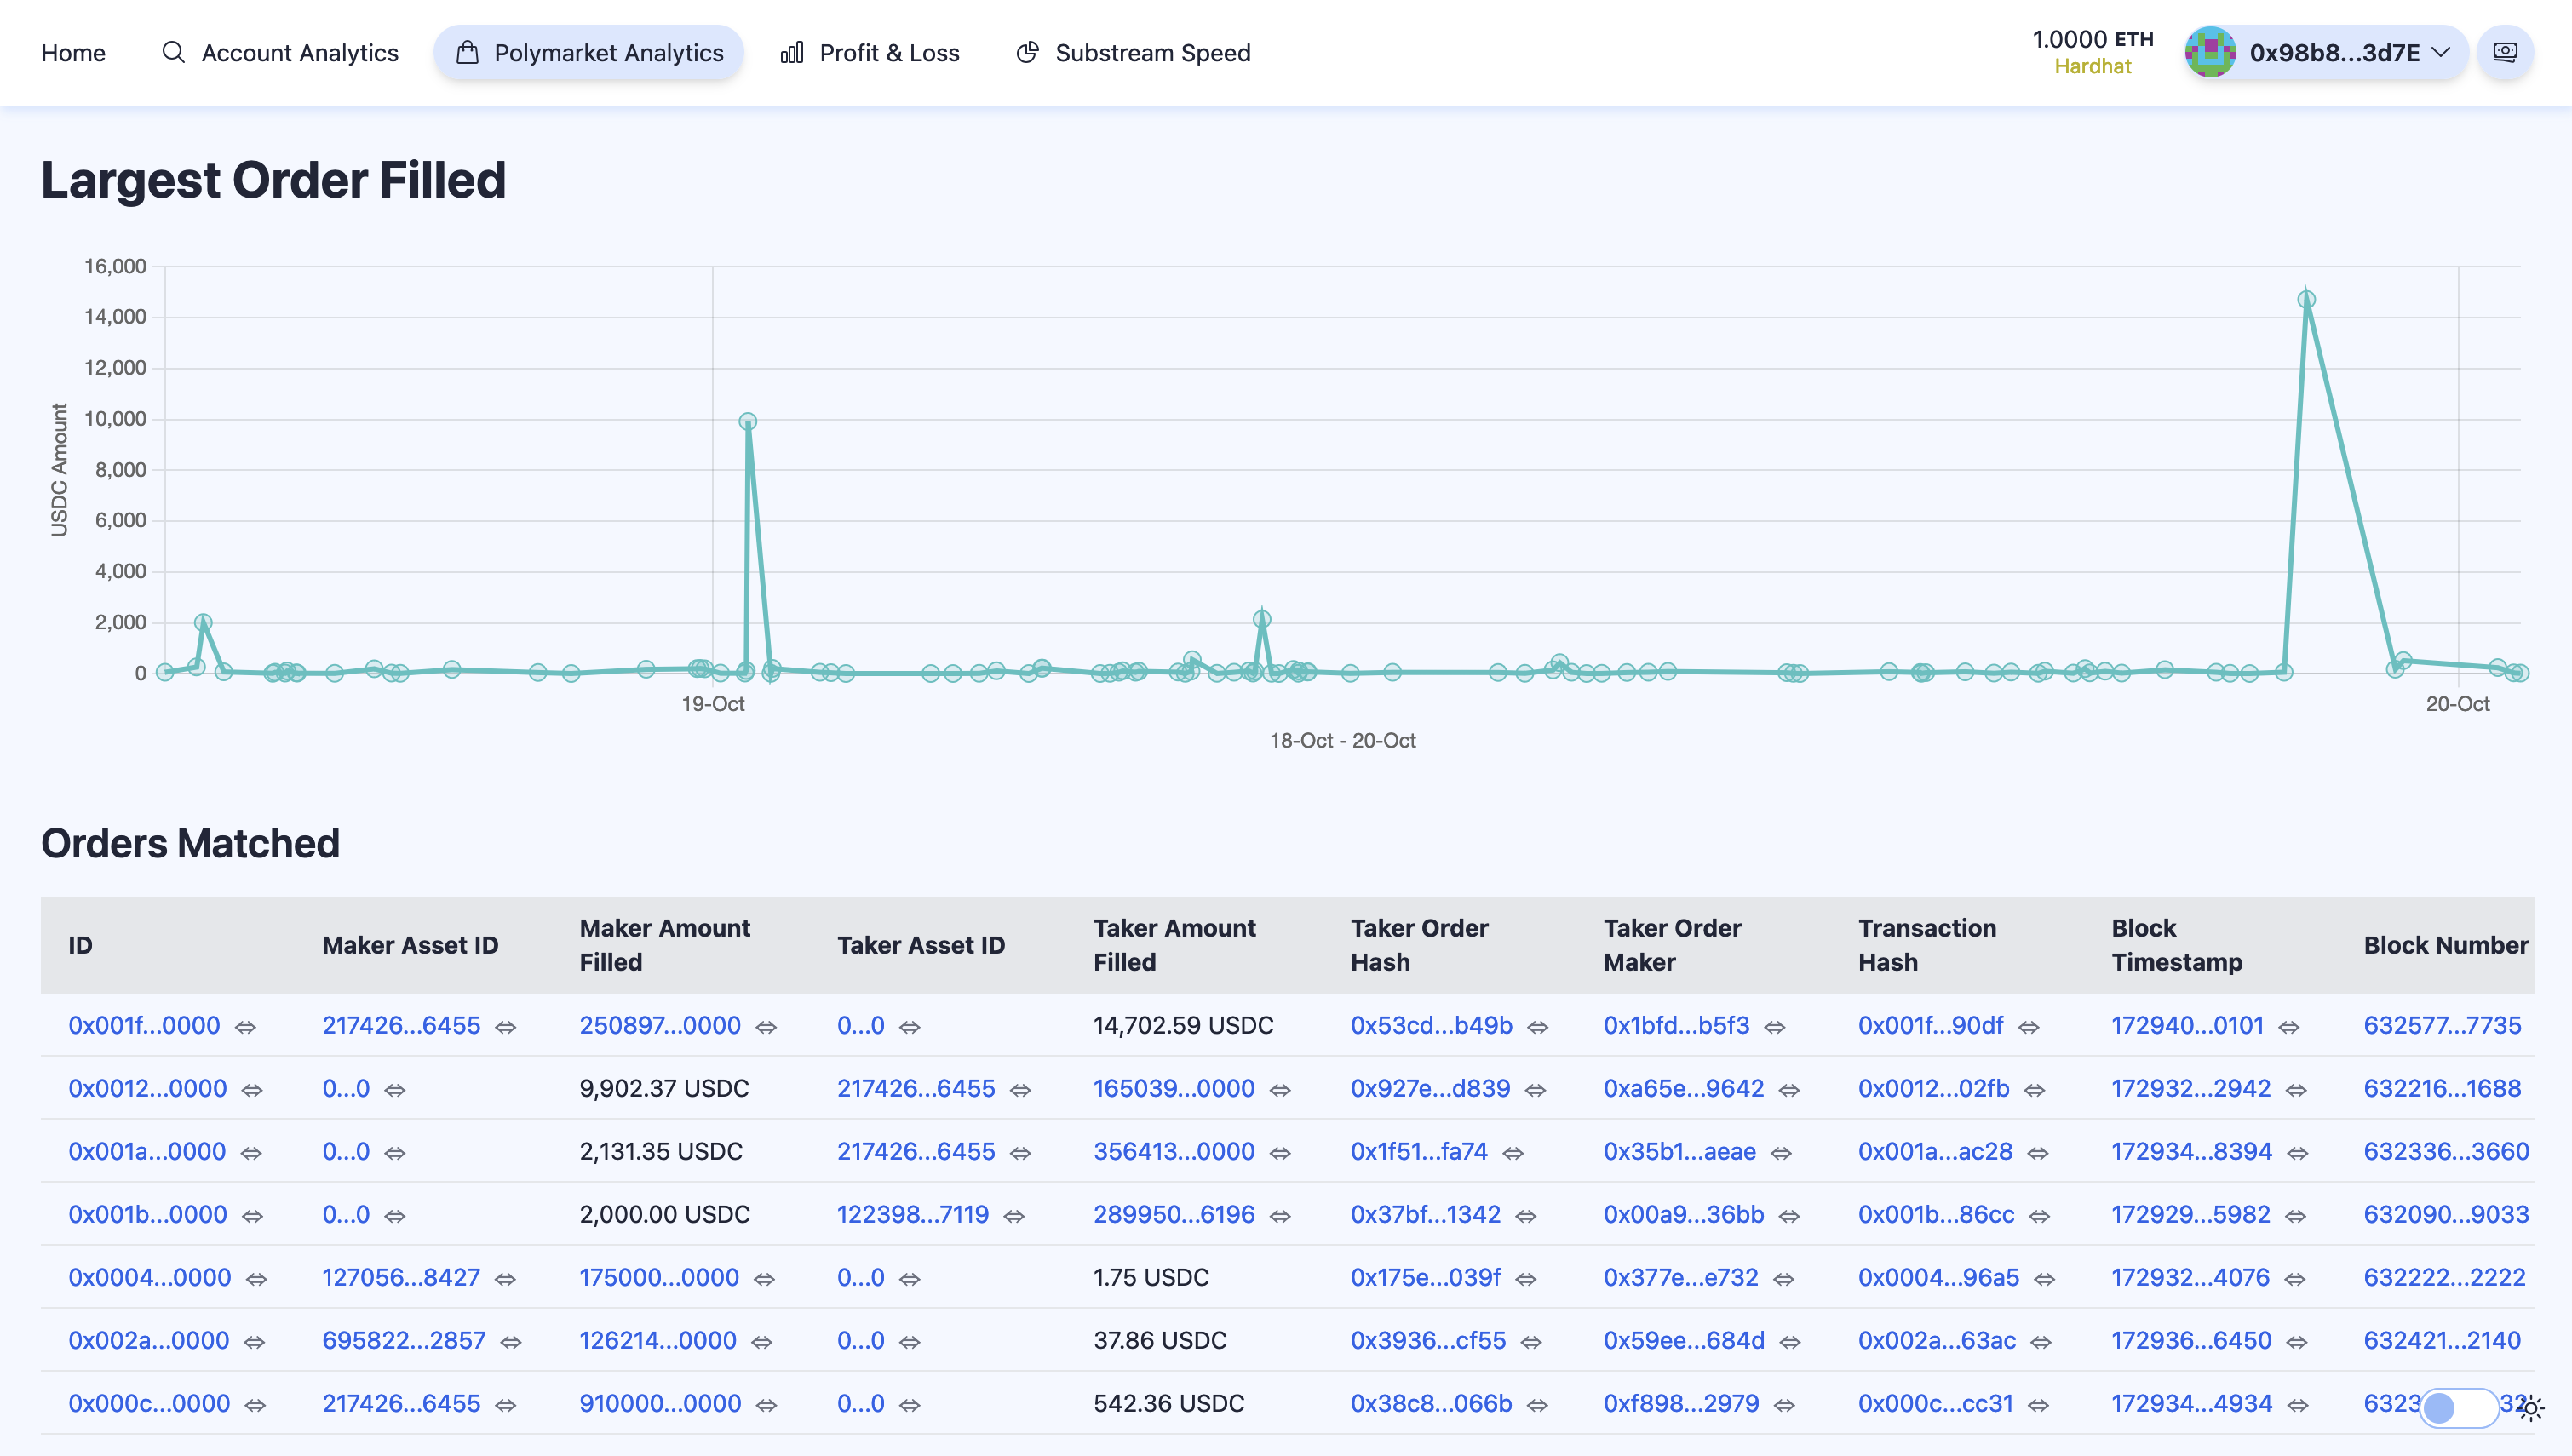 Home Account Analytics Polymarket Analytics Profit & Loss Substream Speed 1.0000 ETH 0x98b8...3d7E
Hardhat
Largest Order Filled
16,000
14,000
12,000
10,000
8,000
6,000
4,000
2,000
0
USDC Amount
19-Oct 20-Oct
18-Oct - 20-Oct
Orders Matched
ID Maker Asset ID Maker Amount Filled Taker Asset ID Taker Amount Filled Taker Order Hash Taker Order Maker Transaction Hash Block Timestamp Block Number
0x001f...0000 217426...6455 250897...0000 0...0 14,702.59 USDC 0x53cd...b49b 0x1bfd...b5f3 0x001f...90df 172940...0101 632577...7735
0x0012...0000 0...0 9,902.37 USDC 217426...6455 165039...0000 0x927e...d839 0xa65e...9642 0x0012...02fb 172932...2942 632216...1688
0x001a...0000 0...0 2,131.35 USDC 217426...6455 356413...0000 0x1f51...fa74 0x35b1...aeae 0x001a...ac28 172934...8394 632336...3660
0x001b...0000 0...0 2,000.00 USDC 122398...7119 289950...6196 0x37bf...1342 0x00a9...36bb 0x001b...86cc 172929...5982 632090...9033
0x0004...0000 127056...8427 175000...0000 0...0 1.75 USDC 0x175e...039f 0x377e...e732 0x0004...96a5 172932...4076 632222...2222
0x002a...0000 695822...2857 126214...0000 0...0 37.86 USDC 0x3936...cf55 0x59ee...684d 0x002a...63ac 172936...6450 632421...2140
0x000c...0000 217426...6455 910000...0000 0...0 542.36 USDC 0x38c8...066b 0xf898...2979 0x000c...cc31 172934...4934